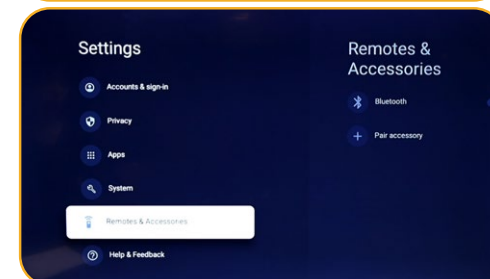 Settings
Accounts & sign-in
Privacy
Apps
System
Remotes & Accessories
Help & Feedback
Remotes &
Accessories
Bluetooth
Pair accessory